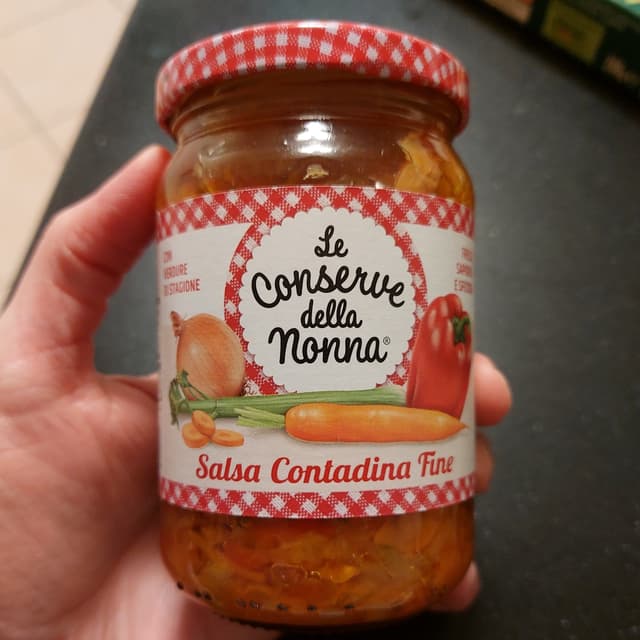 Le
Conserve
della
Nonna®
CON
VERDURE
DI STAGIONE
Salsa Contadina Fine